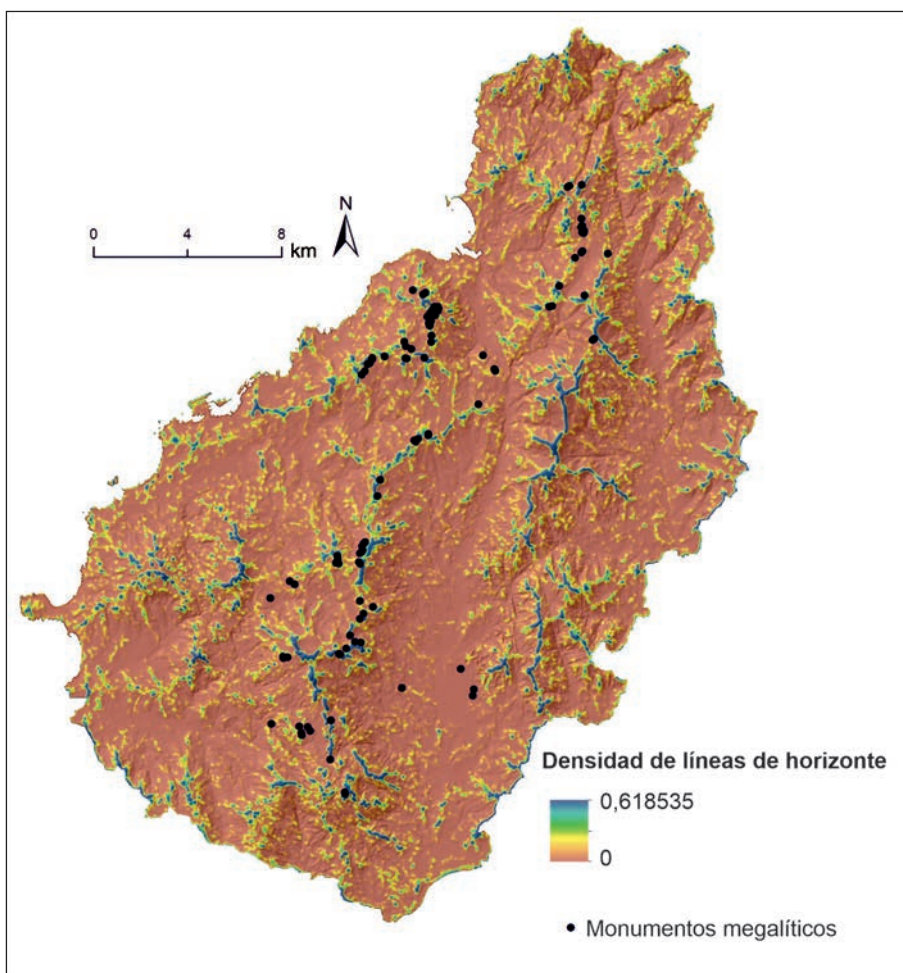 N
0 4 8
km
Densidad de líneas de horizonte
0,618535
0
Monumentos megalíticos